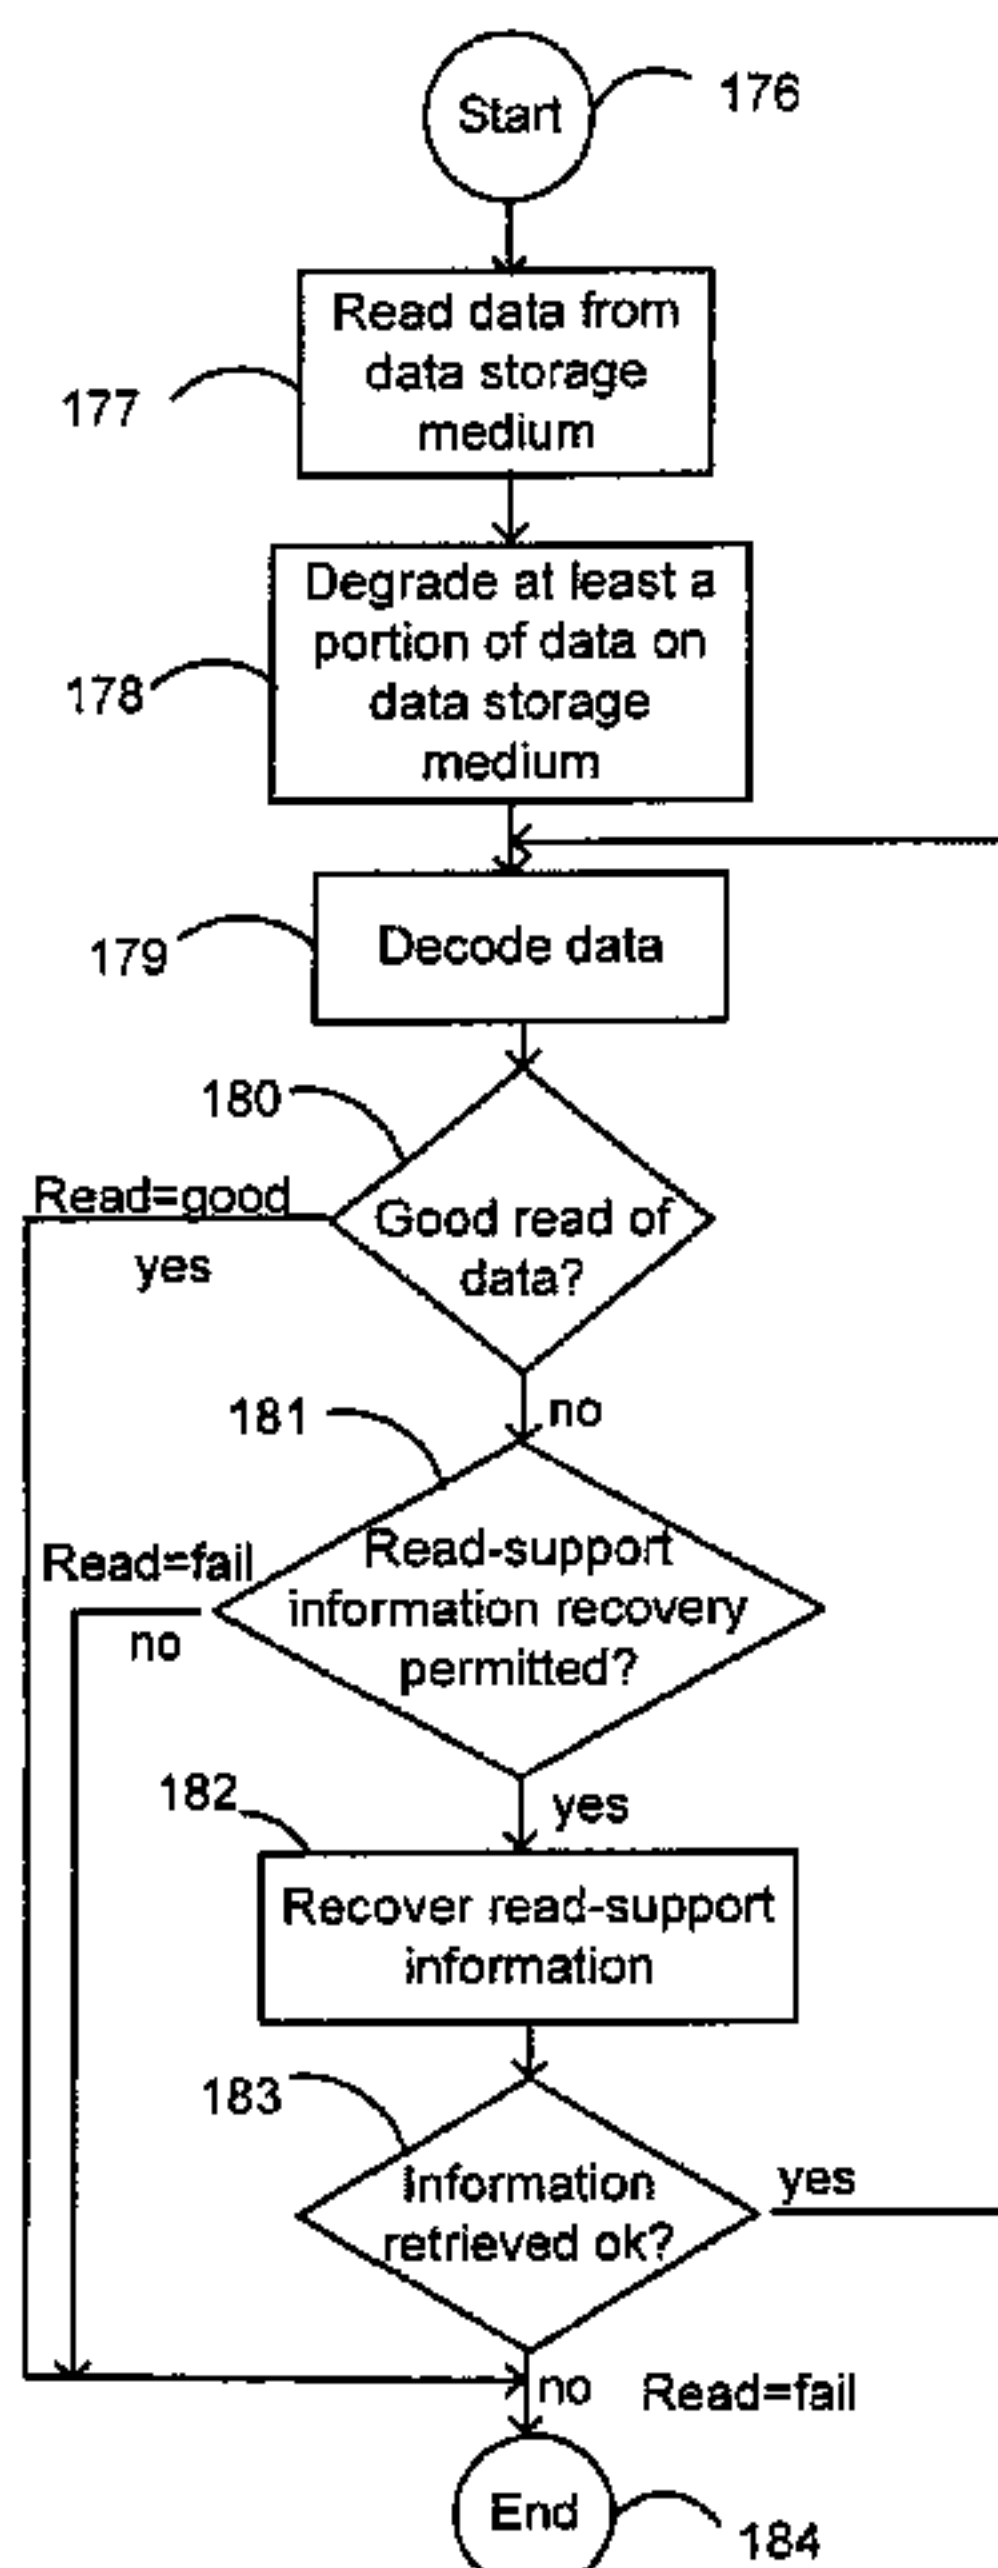 Start
176
Read data from
data storage
medium
177
Degrade at least a
portion of data on
data storage
medium
178
Decode data
179
180
Read=good
yes
Good read of
data?
no
181
Read=fail
no
Read-support
information recovery
permitted?
yes
182
Recover read-support
information
183
Information
retrieved ok?
yes
no
Read=fail
End
184